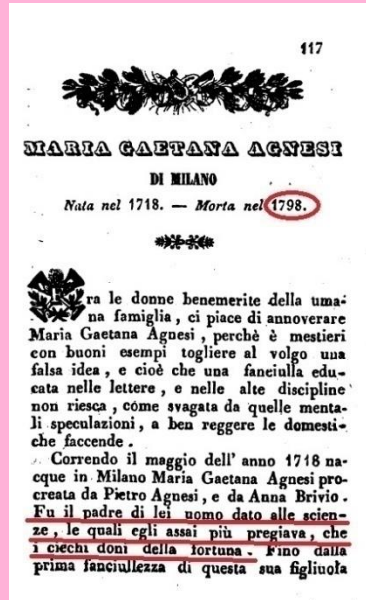 117
MARIA GAETANA AGNESI
DI MILANO
Nata nel 1718. — Morta nel 1798.
Fra le donne benemerite della uma-
na famiglia, ci piace di annoverare
Maria Gaetana Agnesi, perchè è mestieri
con buoni esempi togliere al volgo una
falsa idea, e cioè che una fanciulla edu-
cata nelle lettere, e nelle alte discipline
non riesca, come svagata da quelle menta-
li speculazioni, a ben reggere le domesti-
che faccende.
Correndo il maggio dell' anno 1718 na-
cque in Milano Maria Gaetana Agnesi pro-
creata da Pietro Agnesi, e da Anna Brivio.
Fu il padre di lei uomo dato alle scien-
ze, le quali egli assai più pregiava, che
i ciechi doni della fortuna. Fino dalla
prima fanciullezza di questa sua figliuola